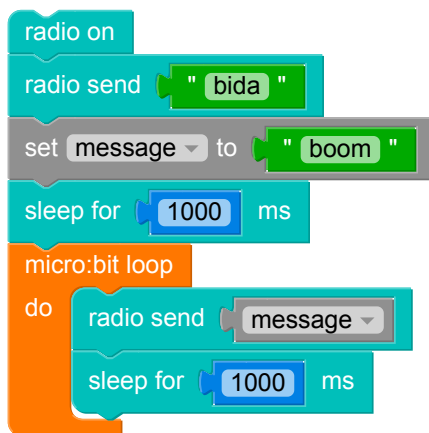 radio on
radio send " bida "
set message to " boom "
sleep for 1000 ms
micro:bit loop
do
radio send message
sleep for 1000 ms